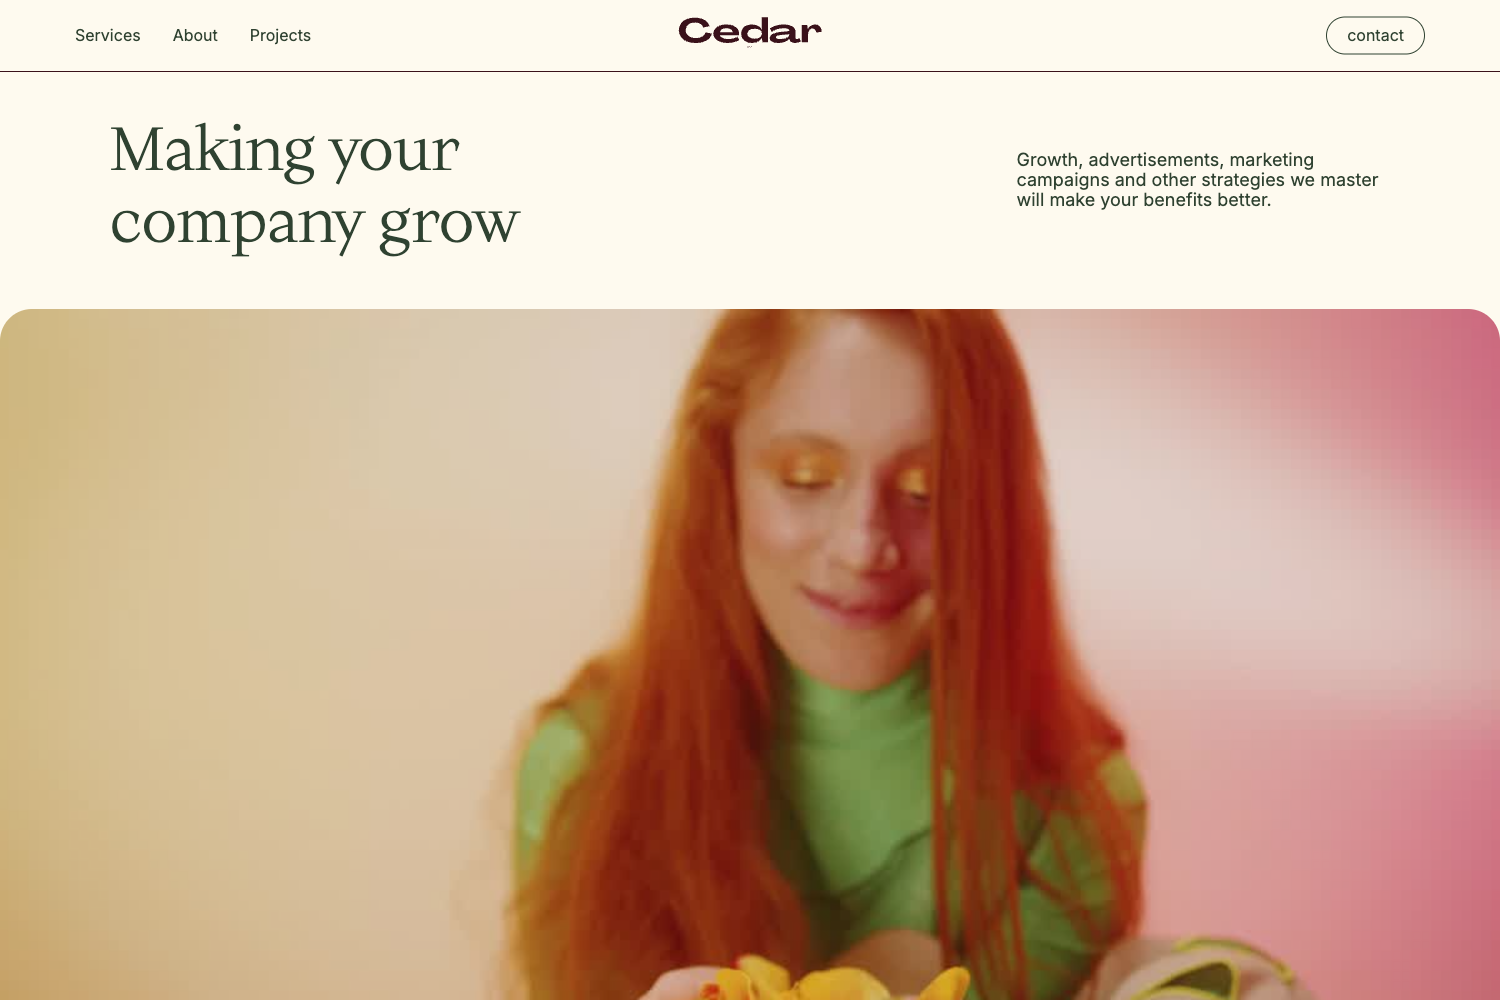 Services About Projects
Cedar
contact
Making your
company grow
Growth, advertisements, marketing
campaigns and other strategies we master
will make your benefits better.